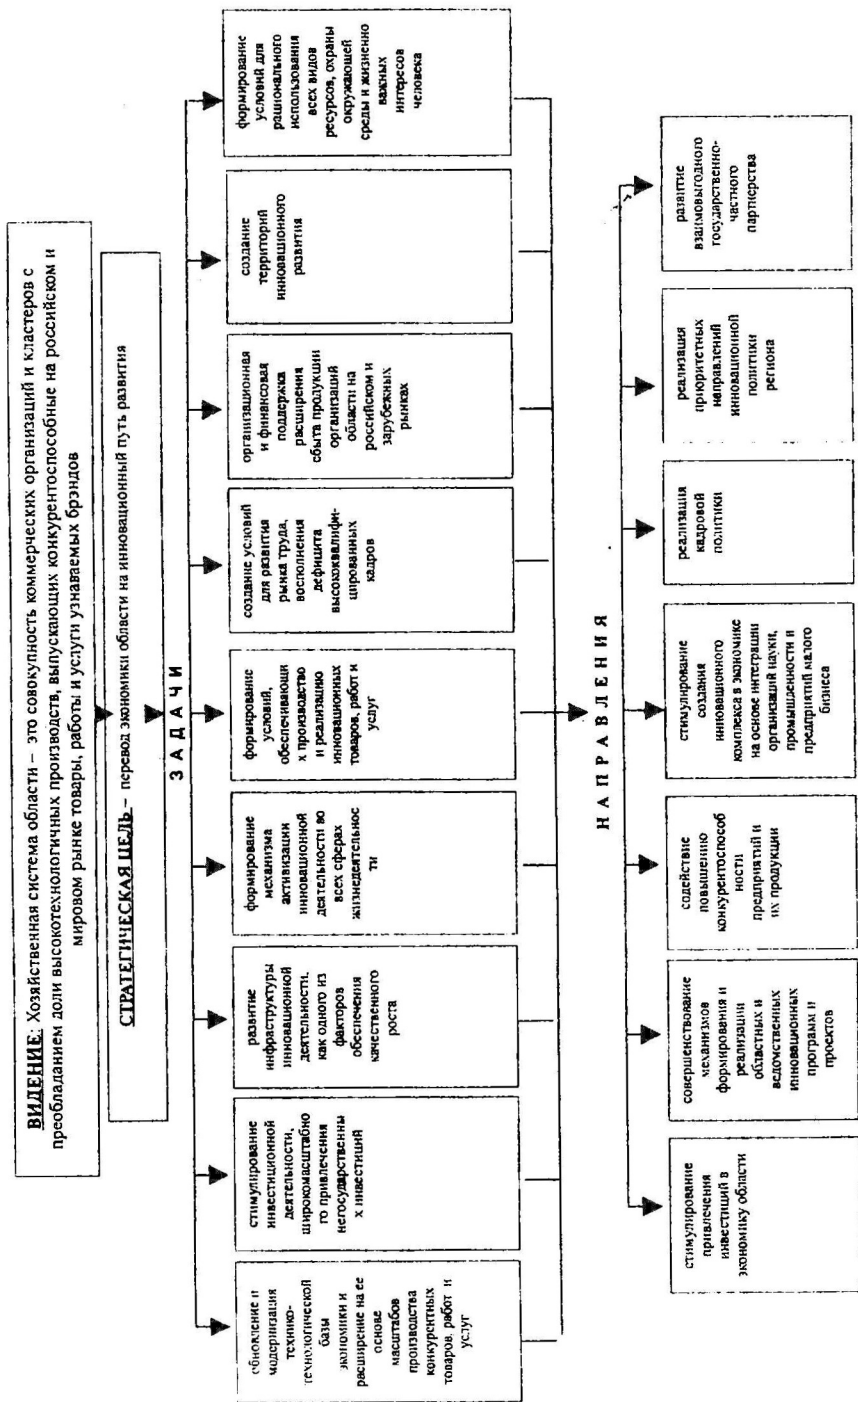 ВИДЕНИЕ: Хозяйственная система области – это совокупность коммерческих организаций и кластеров с
преобладанием доли высокотехнологичных производств, выпускающих конкурентоспособные на российском и
мировом рынке товары, работы и услуги узнаваемых брэндов
СТРАТЕГИЧЕСКАЯ ЦЕЛЬ – перевод экономики области на инновационный путь развития
ЗАДАЧИ
обновление и
модернизация
технико-
технологической
базы
экономики и
расширение на ее
основе
масштабов
производства
конкурентных
товаров, работ и
услуг
стимулирование
инвестиционной
деятельности,
широкомасштабно
го привлечения
негосударственны
х инвестиций
развитие
инфраструктуры
инновационной
деятельности,
как одного из
факторов
обеспечения
качественного
роста
формирование
механизма
активизации
инновационной
деятельности во
всех сферах
жизнедеятельнос
ти
формирование
условий,
обеспечивающи
х производство
и реализацию
инновационных
товаров, работ и
услуг
создание условий
для развития
рынка труда,
восполнения
дефицита
высококвалифи-
цированных
кадров
организационная
и финансовая
поддержка
расширения
сбыта продукции
организаций
области на
российском и
зарубежных
рынках
создание
территорий
инновационного
развития
формирование
условий для
рационального
использования
всех видов
ресурсов, охраны
окружающей
среды и жизненно
важных
интересов
человека
НАПРАВЛЕНИЯ
стимулирование
привлечения
инвестиций в
экономику области
совершенствование
механизмов
формирования и
реализации
областных и
ведомственных
инновационных
программ и
проектов
содействие
повышению
конкурентоспособ
ности
предприятий и
их продукции
стимулирование
создания
инновационного
комплекса в экономике
на основе интеграции
организаций науки,
промышленности и
предприятий малого
бизнеса
реализация
кадровой
политики
реализация
приоритетных
направлений
инновационной
политики
региона
развитие
взаимовыгодного
государственно-
частного
партнерства